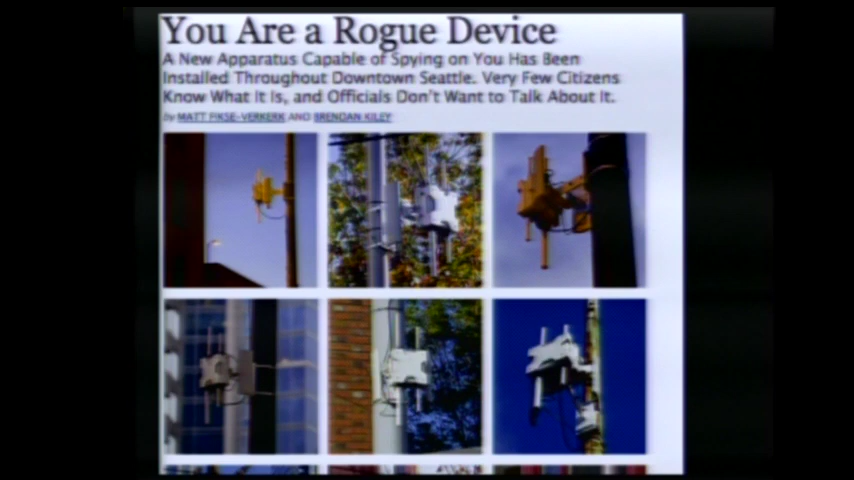 You Are a Rogue Device
A New Apparatus Capable of Spying on You Has Been
Installed Throughout Downtown Seattle. Very Few Citizens
Know What It Is, and Officials Don't Want to Talk About It.
by MATT FIKSE-VERKERK AND BRENDAN KILEY